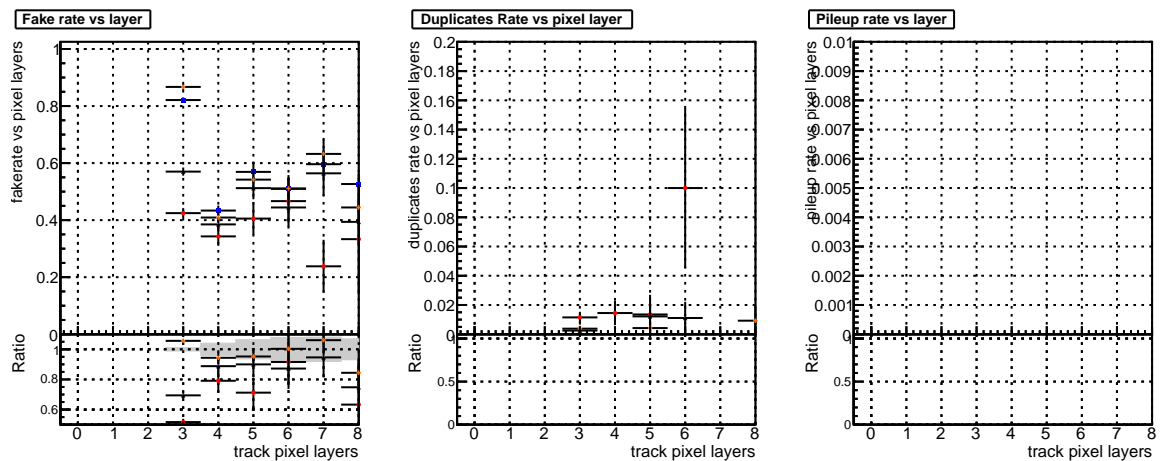 Fake rate vs layer
fakerate vs pixel layers
1
0.8
0.6
0.4
0.2
0
Ratio
1
0.8
0.6
0 1 2 3 4 5 6 7 8
track pixel layers
Duplicates Rate vs pixel layer
duplicates rate vs pixel layers
0.2
0.18
0.16
0.14
0.12
0.1
0.08
0.06
0.04
0.02
0
Ratio
1
0.5
0
0 1 2 3 4 5 6 7 8
track pixel layers
Pileup rate vs layer
pileup rate vs pixel layers
0.01
0.009
0.008
0.007
0.006
0.005
0.004
0.003
0.002
0.001
0
Ratio
1
0.5
0
0 1 2 3 4 5 6 7 8
track pixel layers